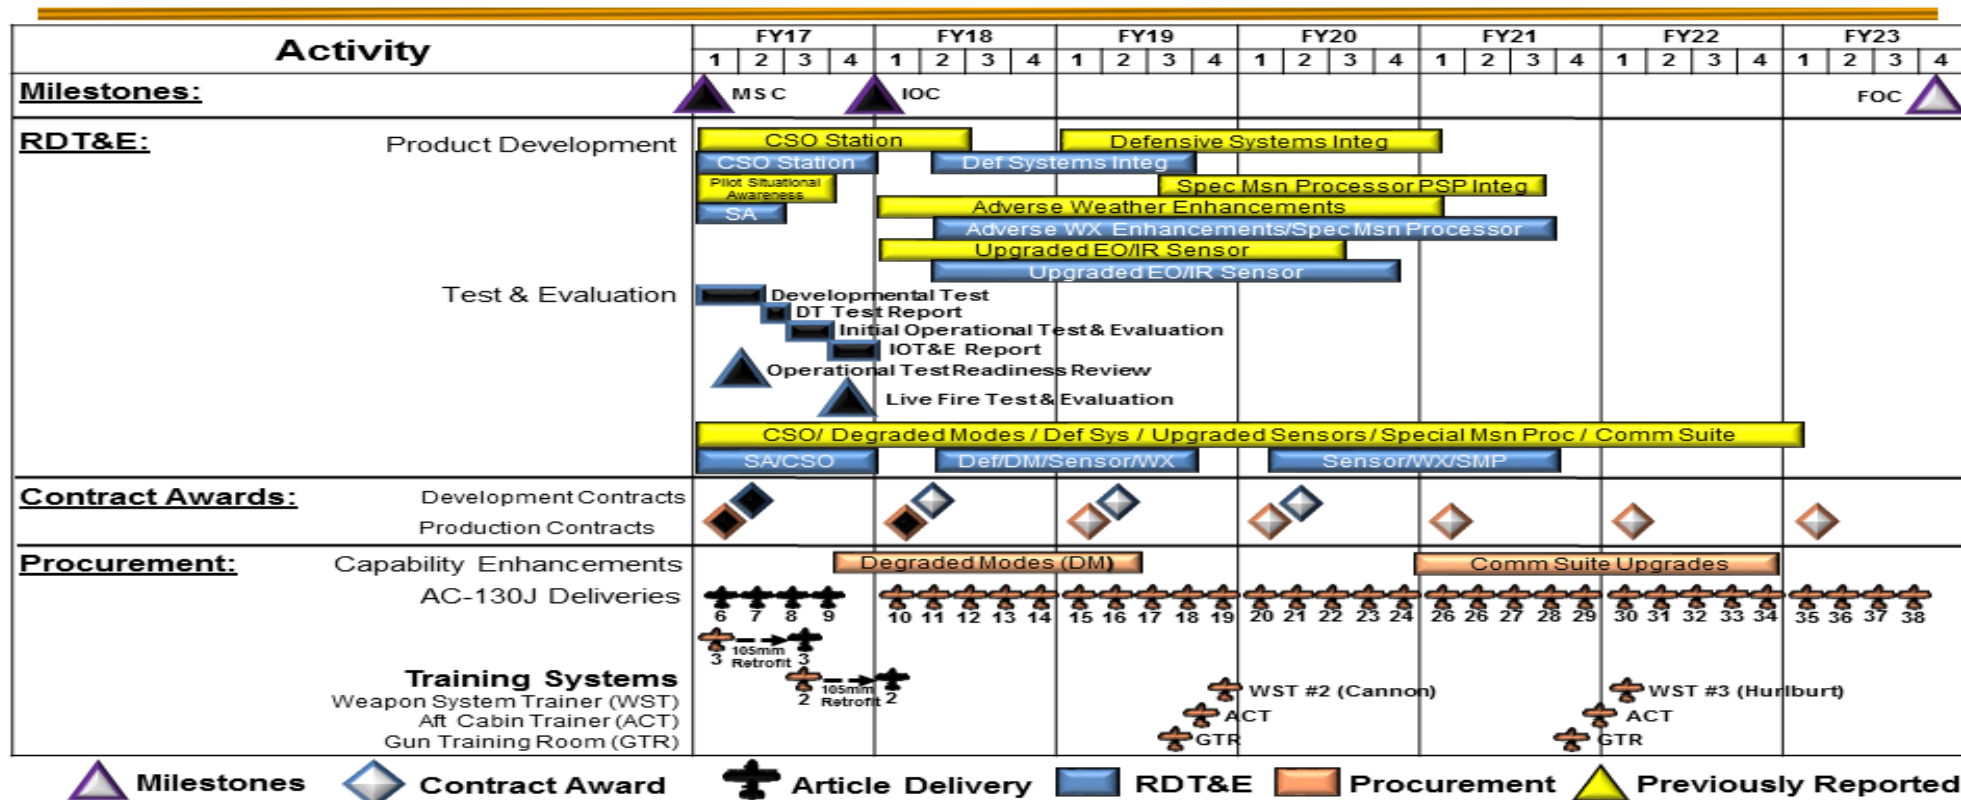 Activity FY17 FY18 FY19 FY20 FY21 FY22 FY23
1 2 3 4 1 2 3 4 1 2 3 4 1 2 3 4 1 2 3 4 1 2 3 4 1 2 3 4
Milestones: MSC IOC FOC
RDT&E: Product Development CSO Station Defensive Systems Integ
CSO Station Def Systems Integ
Pilot Situational Awareness Spec Msn Processor PSP Integ
SA Adverse Weather Enhancements
Adverse WX Enhancements/Spec Msn Processor
Upgraded EO/IR Sensor
Upgraded EO/IR Sensor
Test & Evaluation Developmental Test
DT Test Report
Initial Operational Test & Evaluation
IOT&E Report
Operational Test Readiness Review
Live Fire Test & Evaluation
CSO/ Degraded Modes / Def Sys / Upgraded Sensors / Special Msn Proc / Comm Suite
SA/CSO Def/DM/Sensor/WX Sensor/WX/SMP
Contract Awards: Development Contracts
Production Contracts
Procurement: Capability Enhancements Degraded Modes (DM) Comm Suite Upgrades
AC-130J Deliveries
6 7 8 9 10 11 12 13 14 15 16 17 18 19 20 21 22 23 24 26 26 27 28 29 30 31 32 33 34 35 36 37 38
3 105mm Retrofit 3
Training Systems 2 105mm Retrofit 2
Weapon System Trainer (WST) WST #2 (Cannon) WST #3 (Hurlburt)
Aft Cabin Trainer (ACT) ACT ACT
Gun Training Room (GTR) GTR GTR
Milestones Contract Award Article Delivery RDT&E Procurement Previously Reported